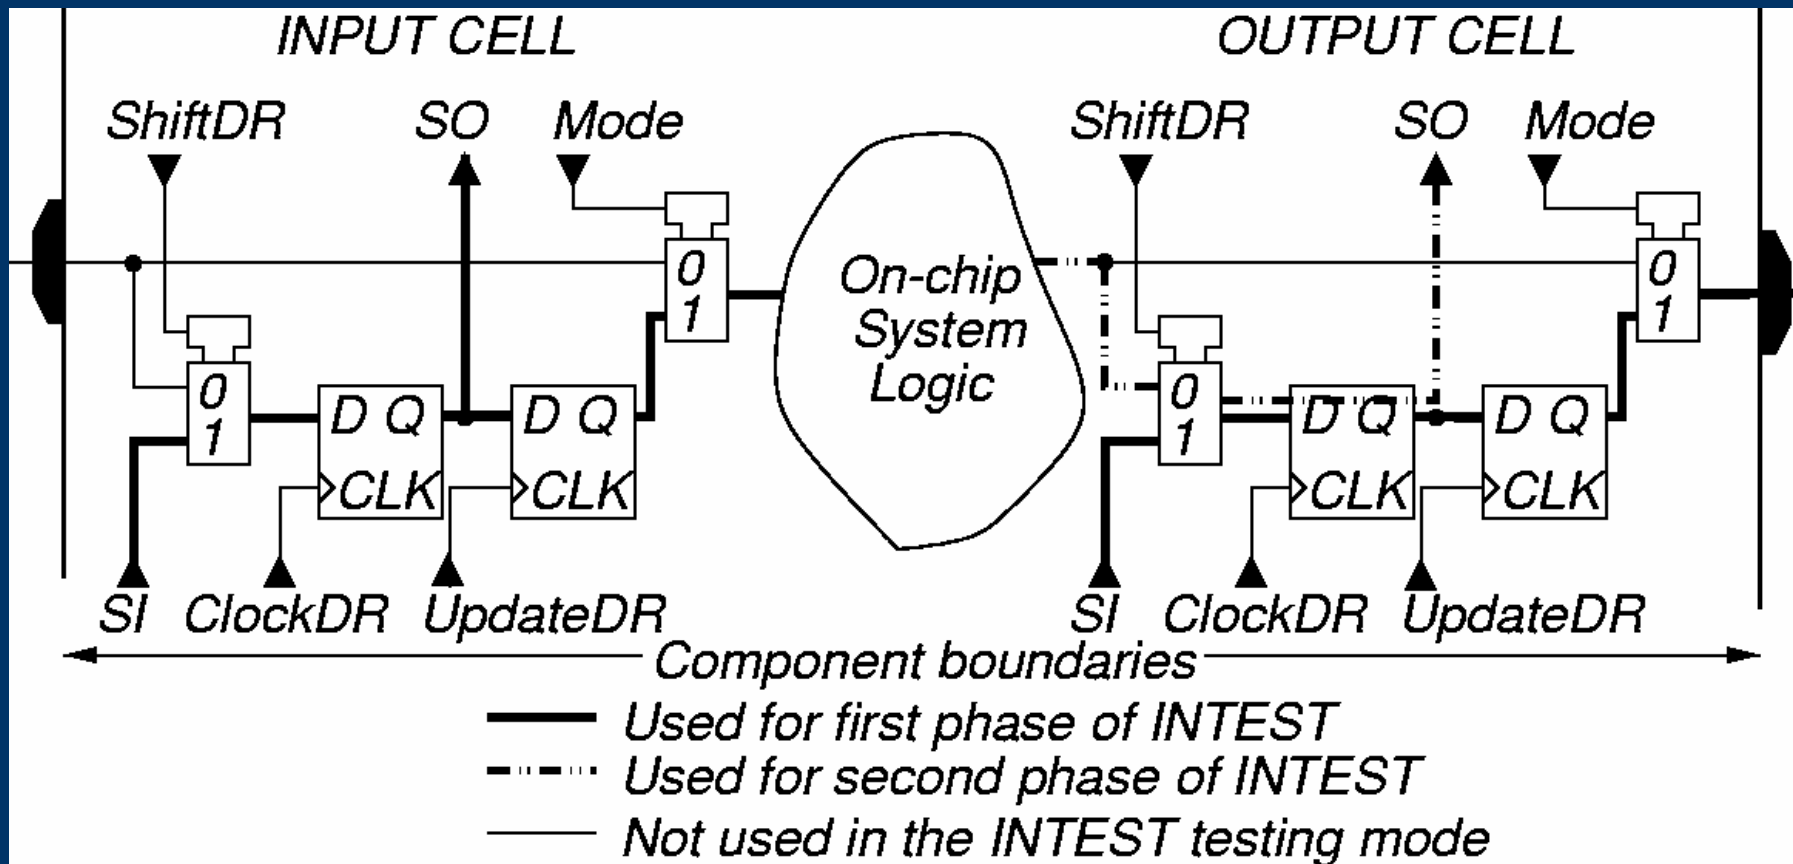 INPUT CELL
OUTPUT CELL
ShiftDR
SO
Mode
ShiftDR
SO
Mode
0
1
On-chip
System
Logic
0
1
0
1
D Q
CLK
D Q
CLK
0
1
D Q
CLK
D Q
CLK
SI
ClockDR
UpdateDR
SI
ClockDR
UpdateDR
Component boundaries
Used for first phase of INTEST
Used for second phase of INTEST
Not used in the INTEST testing mode